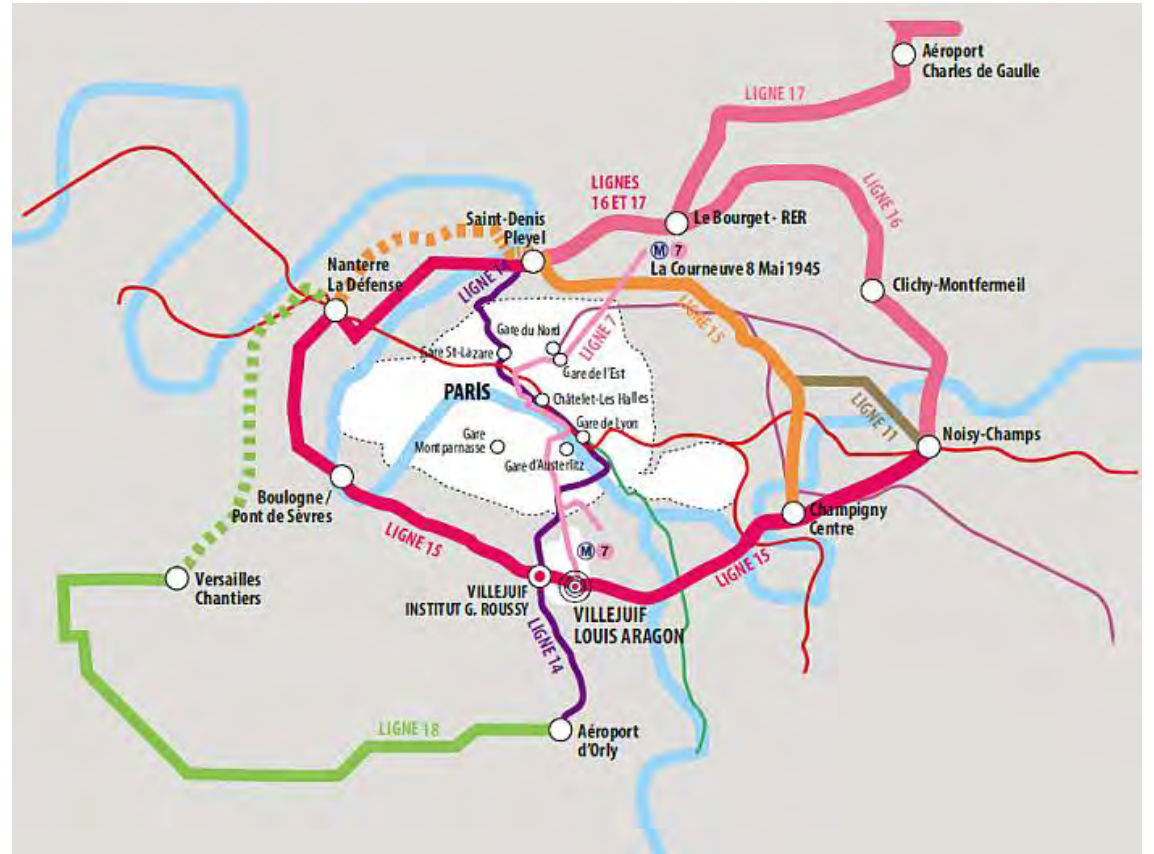 Aéroport
Charles de Gaulle
LIGNE 17
LIGNES
16 ET 17
LIGNE 16
Le Bourget - RER
Saint-Denis
Pleyel
M 7
La Courneuve 8 Mai 1945
Nanterre
La Défense
LIGNE 14
Clichy-Montfermeil
LIGNE 15
Gare du Nord
LIGNE 7
Gare St-Lazare
Gare de l'Est
PARIS
Châtelet-Les Halles
LIGNE 11
Gare de Lyon
Noisy-Champs
Gare
Montparnasse
Gare d'Austerlitz
Boulogne /
Pont de Sèvres
Champigny
Centre
LIGNE 15
M 7
LIGNE 15
Versailles
Chantiers
VILLEJUIF
INSTITUT G. ROUSSY
VILLEJUIF
LOUIS ARAGON
LIGNE 14
LIGNE 18
Aéroport
d'Orly